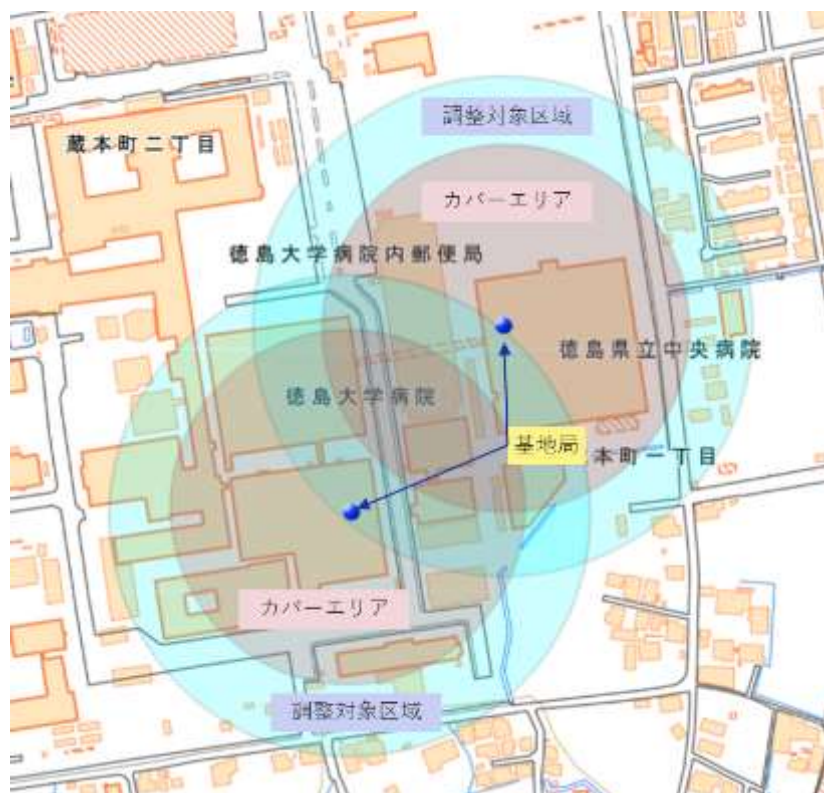 調整対象区域
蔵本町二丁目
カバーエリア
徳島大学病院内郵便局
徳島県立中央病院
徳島大学病院
基地局
本町一丁目
カバーエリア
調整対象区域